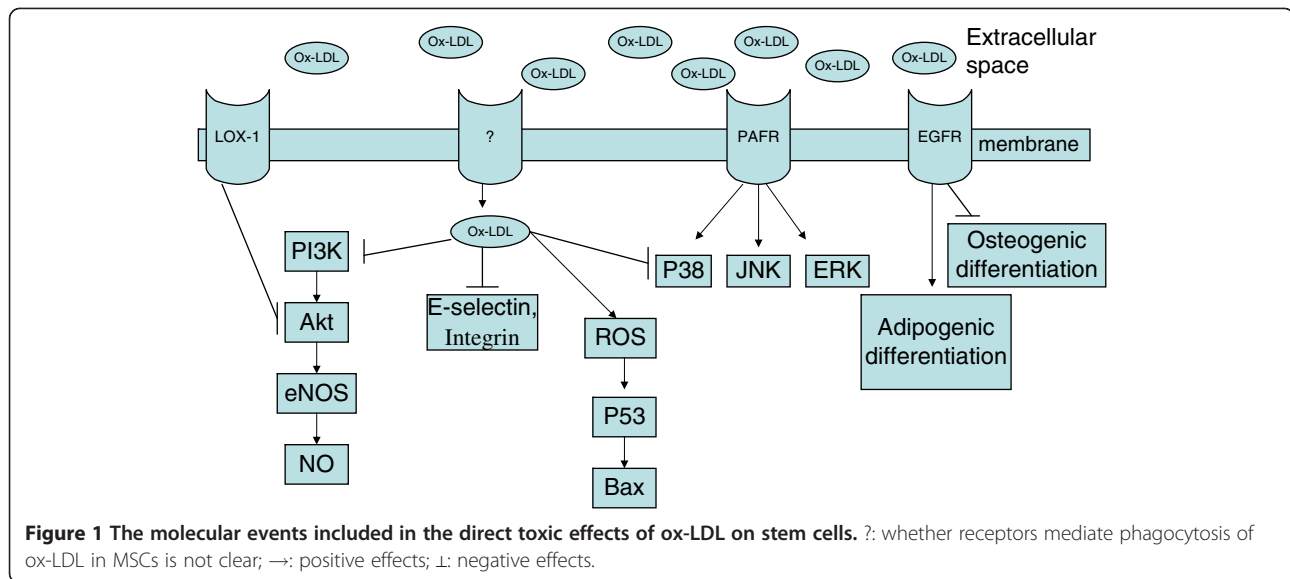 Ox-LDL
Ox-LDL
Ox-LDL
Ox-LDL
Ox-LDL
Ox-LDL
Ox-LDL
Ox-LDL
Extracellular
space
LOX-1
?
PAFR
EGFR
membrane
Ox-LDL
PI3K
Akt
eNOS
NO
E-selectin,
Integrin
ROS
P53
Bax
P38
JNK
ERK
Adipogenic
differentiation
Osteogenic
differentiation
Figure 1 The molecular events included in the direct toxic effects of ox-LDL on stem cells. ?: whether receptors mediate phagocytosis of
ox-LDL in MSCs is not clear; →: positive effects; ⊥: negative effects.